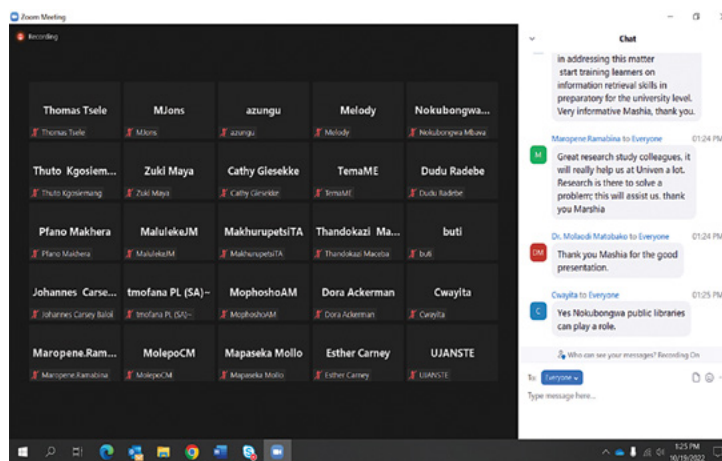 Zoom Meeting
Recording
Thomas Tsele
MJons
azungu
Melody
Nokubongwa...
Thomas Tsele
MJons
azungu
Melody
Nokubongwa Mbava
Thuto Kgosiem...
Zuki Maya
Cathy Giesekke
TemaME
Dudu Radebe
Thuto Kgosiemang
Zuki Maya
Cathy Giesekke
TemaME
Dudu Radebe
Pfano Makhera
MalulekeJM
MakhurupetsiTA
Thandokazi Ma...
buti
Pfano Makhera
MalulekeJM
MakhurupetsiTA
Thandokazi Maceba
buti
Johannes Carse...
tmofana PL (SA)~
MophoshoAM
Dora Ackerman
Cwayita
Johannes Carsey Baloi
tmofana PL (SA)~
MophoshoAM
Dora Ackerman
Cwayita
Maropene.Ram...
MolepoCM
Mapaseka Mollo
Esther Carney
UJANSTE
Maropene.Ramabina
MolepoCM
Mapaseka Mollo
Esther Carney
UJANSTE
Chat
in addressing this matter
start training learners on
information retrieval skills in
preparatory for the university level.
Very informative Mashia, thank you.
Maropene.Ramabina to Everyone 01:24 PM
M
Great research study colleagues, it
will really help us at Univen a lot.
Research is there to solve a
problem; this will assist us. thank
you Marshia
Dr. Molaodi Matobako to Everyone 01:24 PM
DM
Thank you Mashia for the good
presentation.
Cwayita to Everyone 01:25 PM
C
Yes Nokubongwa public libraries
can play a role.
Who can see your messages? Recording On
To: Everyone
Type message here...
1:25 PM
10/19/2022